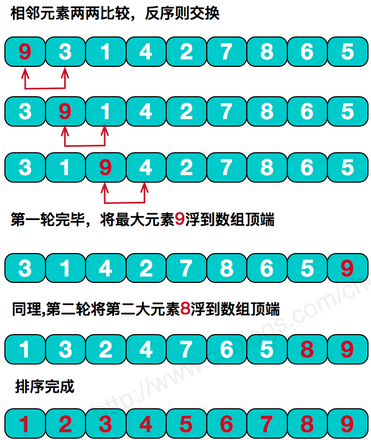 相邻元素两两比较，反序则交换
9 3 1 4 2 7 8 6 5
3 9 1 4 2 7 8 6 5
3 1 9 4 2 7 8 6 5
第一轮完毕，将最大元素9浮到数组顶端
3 1 4 2 7 8 6 5 9
同理,第二轮将第二大元素8浮到数组顶端
1 3 2 4 7 6 5 8 9
排序完成
1 2 3 4 5 6 7 8 9